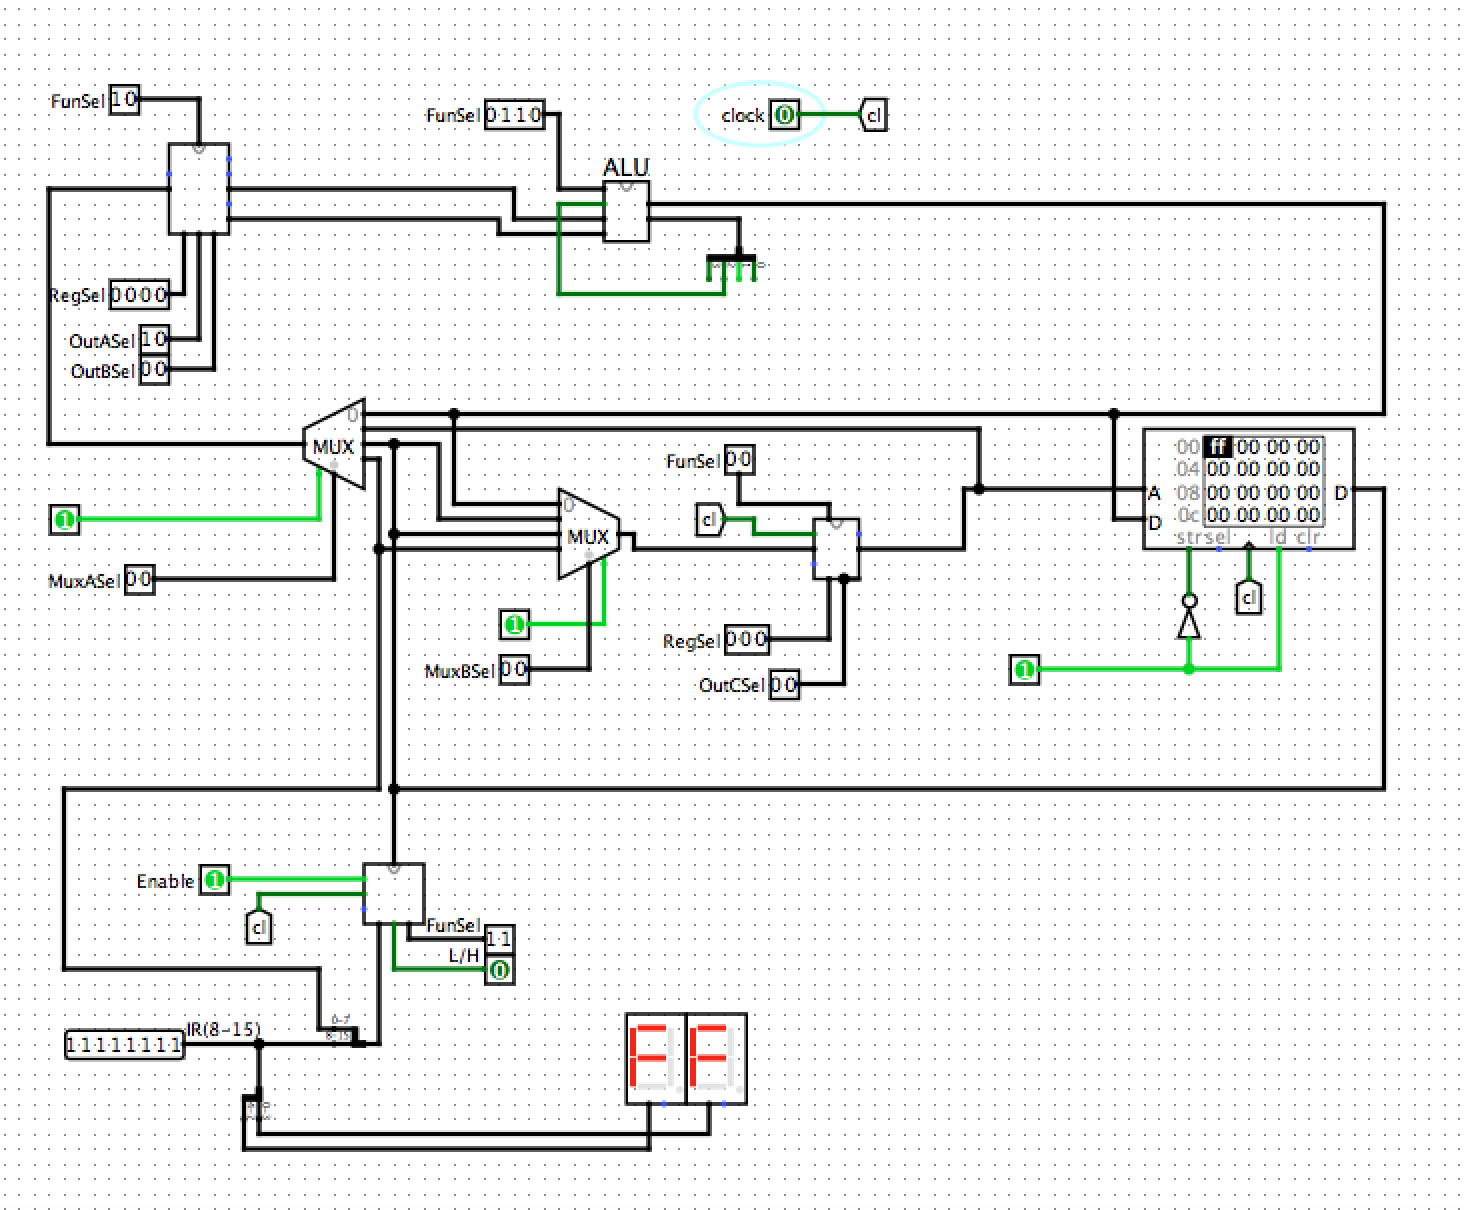 FunSel 10
FunSel 0110
clock 0
cl
ALU
RegSel 0000
OutASel 10
OutBSel 00
0
MUX
1
MuxASel 00
FunSel 00
cl
0
MUX
1
MuxBSel 00
RegSel 000
OutCSel 00
00 ff 00 00 00
04 00 00 00 00
08 00 00 00 00
0c 00 00 00 00
A
D
D
str sel ld clr
cl
1
Enable 1
cl
FunSel 11
L/H 0
0-7
8-15
IR(8-15)
11111111
FF